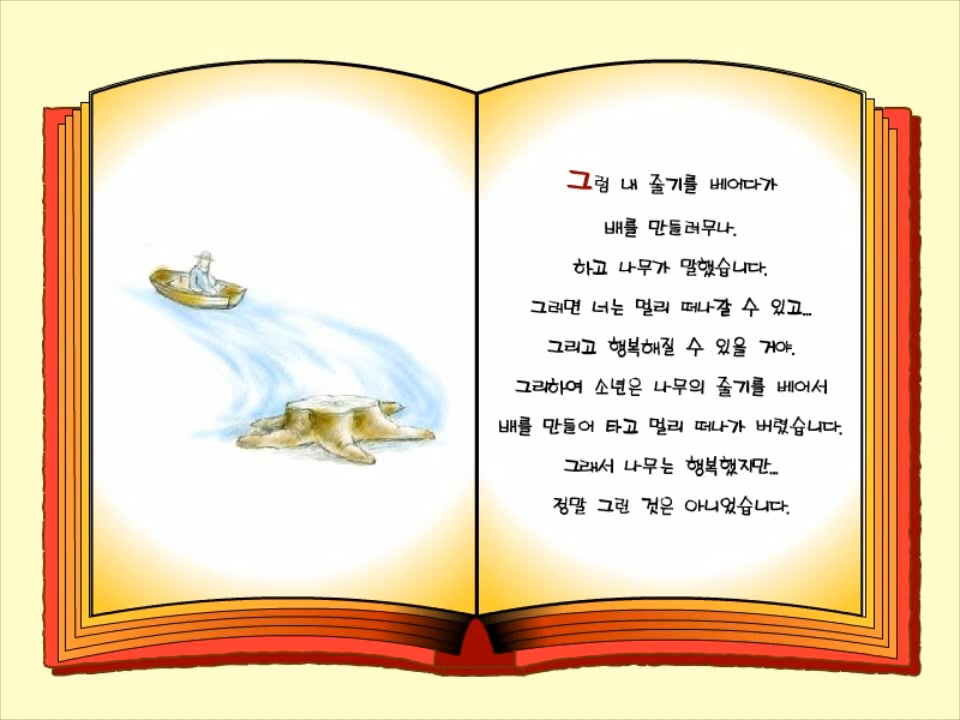 그럼 내 줄기를 베어다가
배를 만들려무나.
하고 나무가 말했습니다.
그러면 너는 멀리 떠나갈 수 있고...
그리고 행복해질 수 있을 거야.
그리하여 소년은 나무의 줄기를 베어서
배를 만들어 타고 멀리 떠나가 버렸습니다.
그래서 나무는 행복했지만...
정말 그런 것은 아니었습니다.